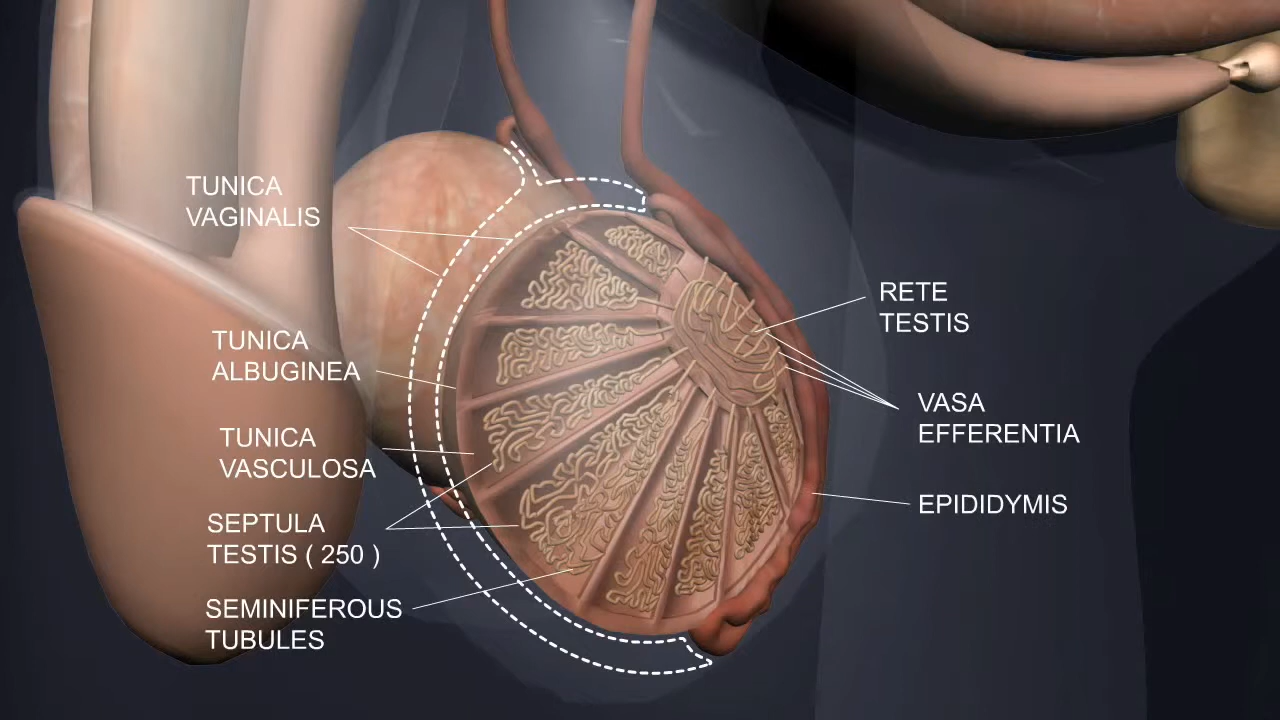 TUNICA
VAGINALIS
TUNICA
ALBUGINEA
TUNICA
VASCULOSA
SEPTULA
TESTIS ( 250 )
SEMINIFEROUS
TUBULES
RETE
TESTIS
VASA
EFFERENTIA
EPIDIDYMIS